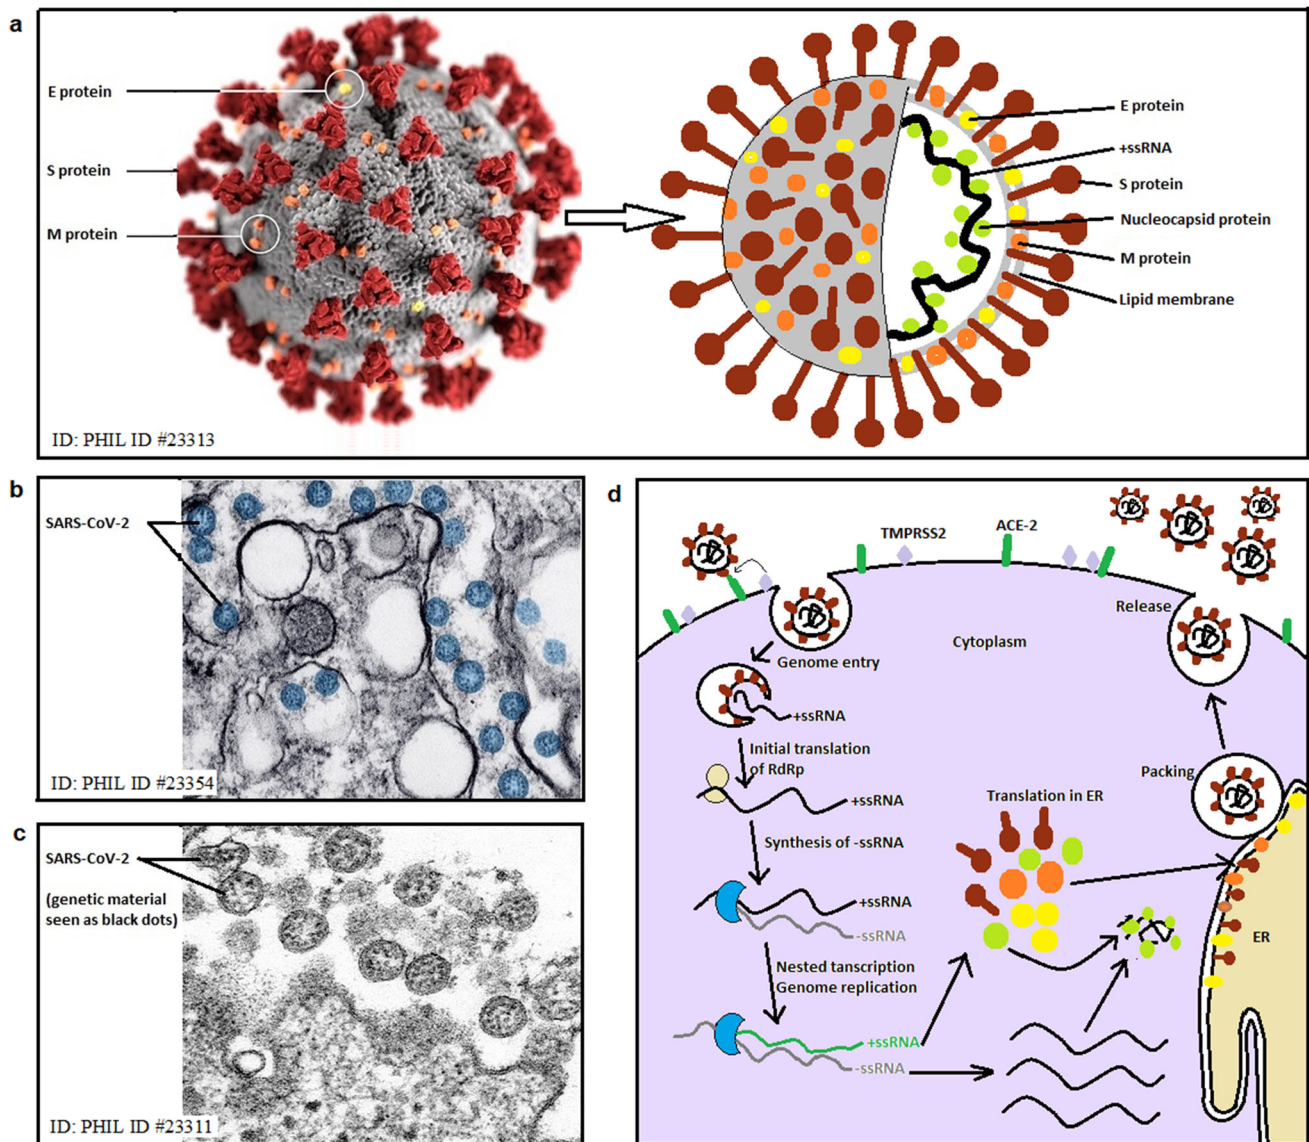 a
E protein
S protein
M protein
ID: PHIL ID #23313
E protein
+ssRNA
S protein
Nucleocapsid protein
M protein
Lipid membrane
b
SARS-CoV-2
ID: PHIL ID #23354
c
SARS-CoV-2
(genetic material
seen as black dots)
ID: PHIL ID #23311
d
TMPRSS2
ACE-2
Release
Cytoplasm
Genome entry
+ssRNA
Initial translation
of RdRp
+ssRNA
Packing
Translation in ER
Synthesis of -ssRNA
+ssRNA
-ssRNA
ER
Nested tanscription
Genome replication
+ssRNA
-ssRNA